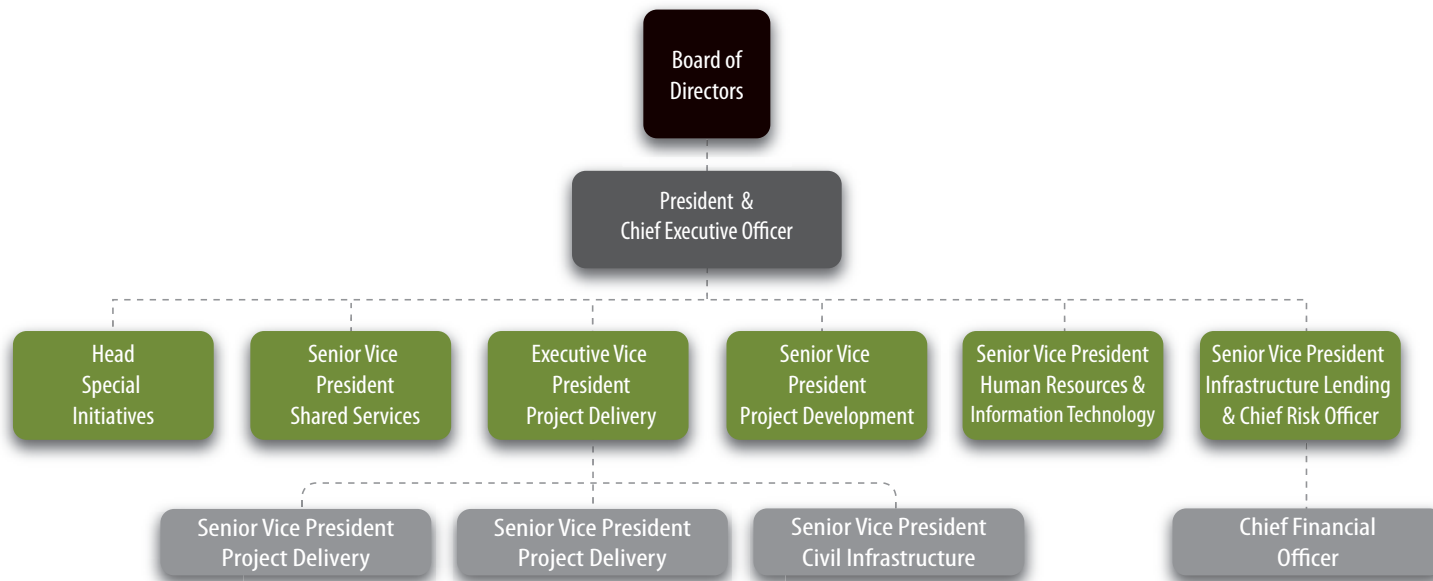 Board of
Directors
President &
Chief Executive Officer
Head
Special
Initiatives
Senior Vice
President
Shared Services
Executive Vice
President
Project Delivery
Senior Vice
President
Project Development
Senior Vice President
Human Resources &
Information Technology
Senior Vice President
Infrastructure Lending
& Chief Risk Officer
Senior Vice President
Project Delivery
Senior Vice President
Project Delivery
Senior Vice President
Civil Infrastructure
Chief Financial
Officer